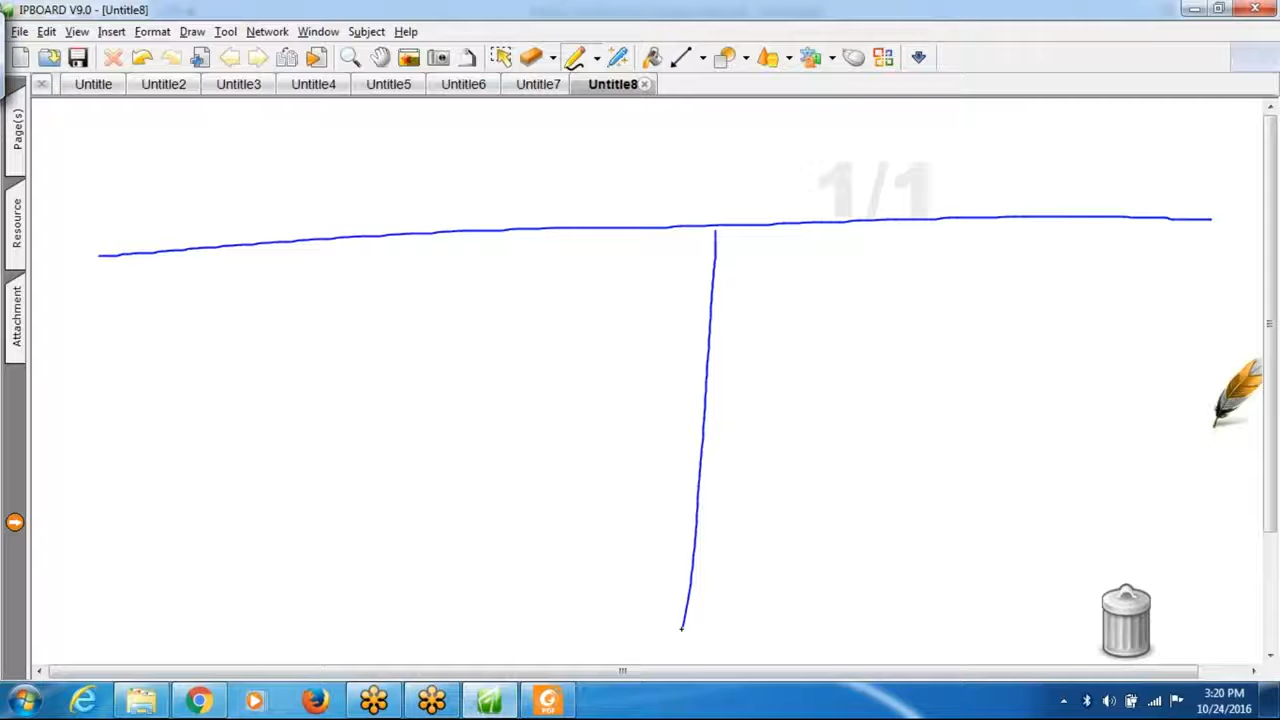 IPBOARD V9.0 - [Untitle8]
File Edit View Insert Format Draw Tool Network Window Subject Help
Untitle Untitle2 Untitle3 Untitle4 Untitle5 Untitle6 Untitle7 Untitle8
Page(s)
Resource
Attachment
1/1
PDF
3:20 PM
10/24/2016